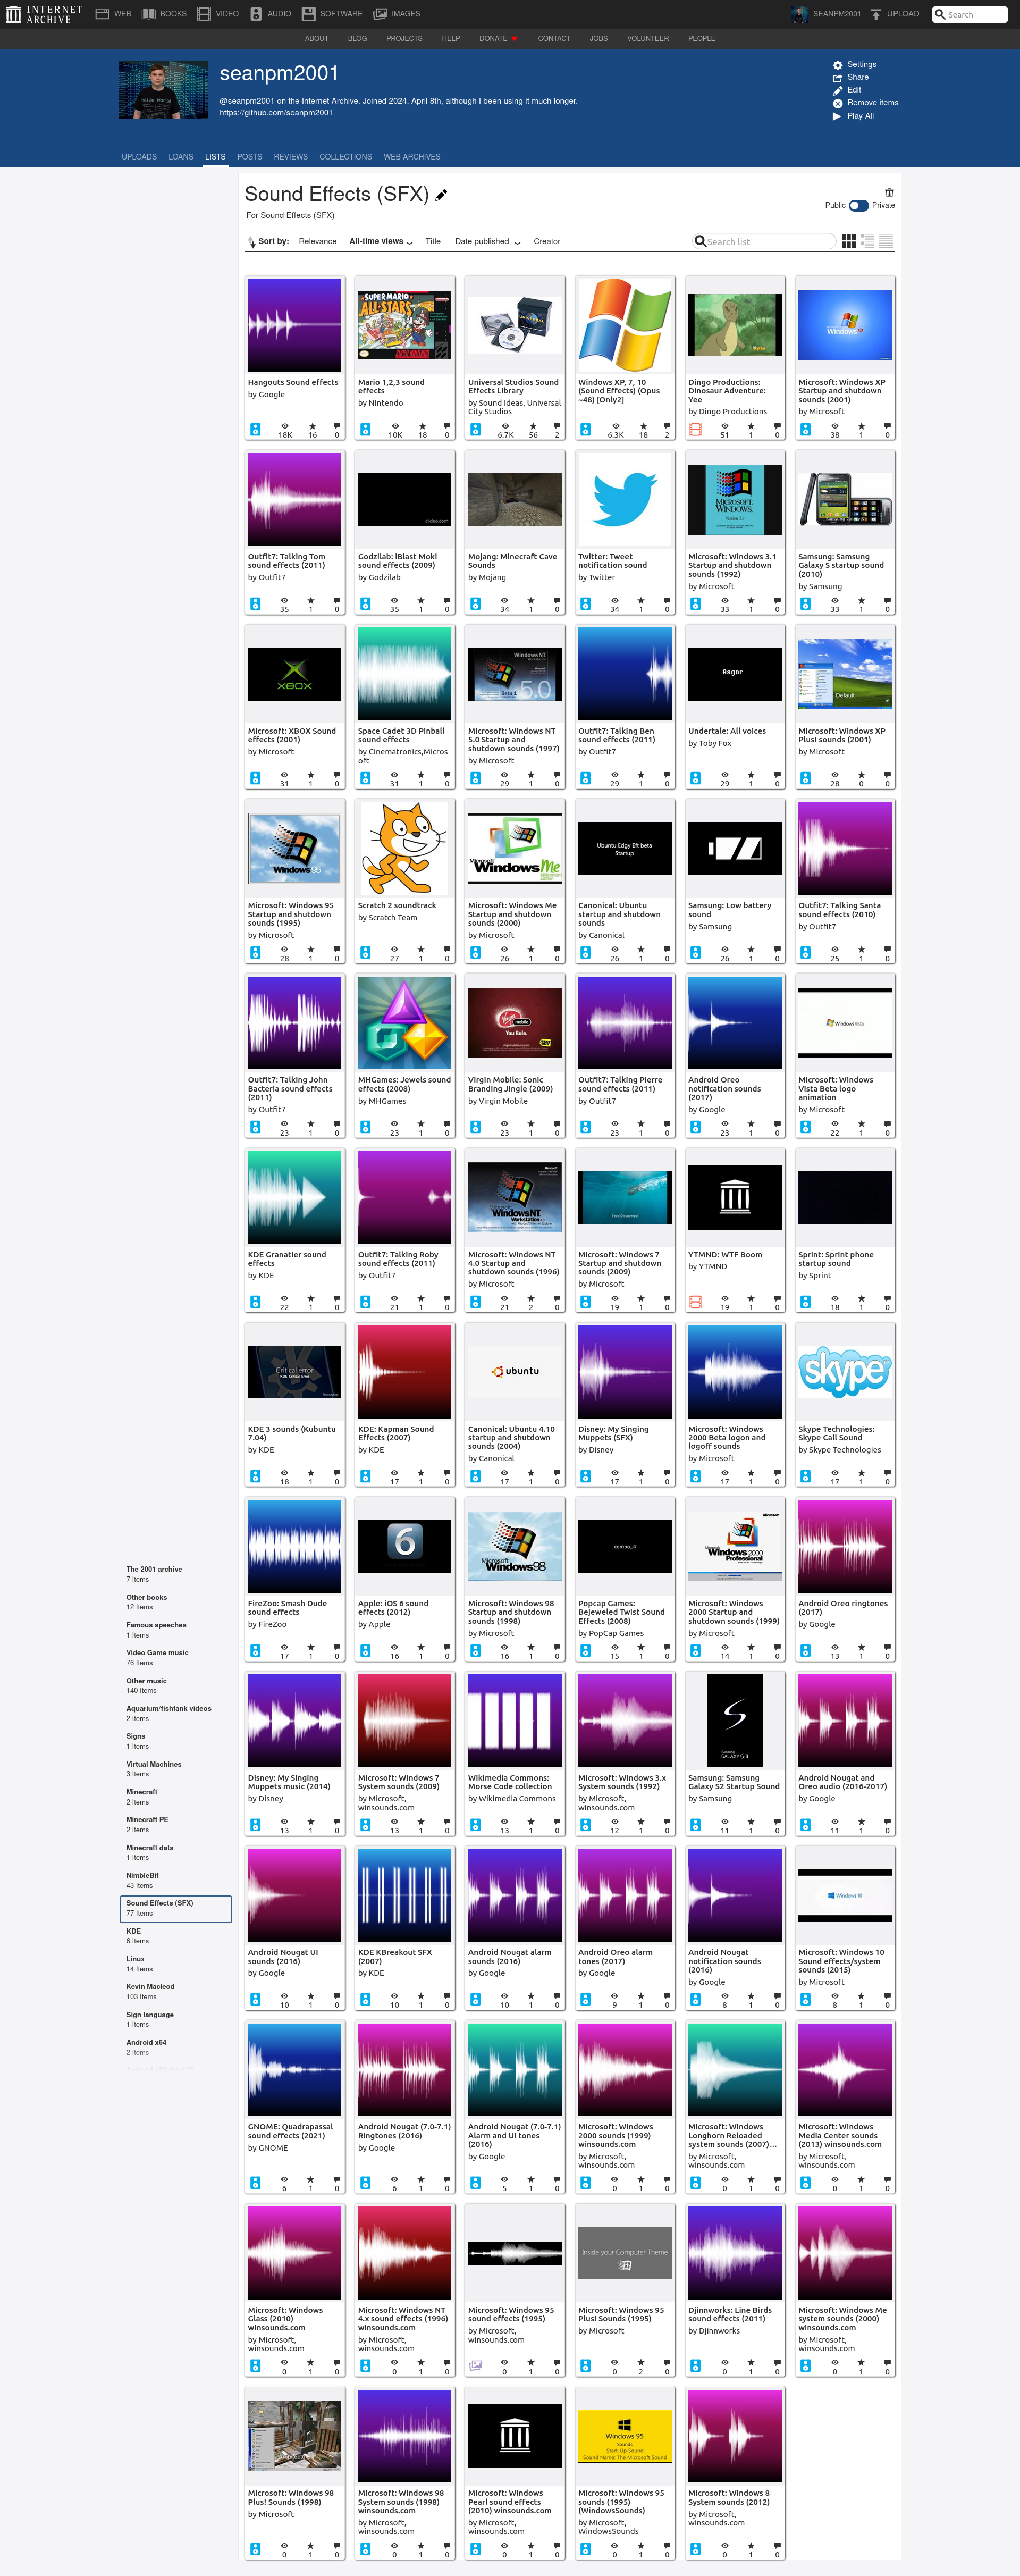 INTERNET ARCHIVE
WEB BOOKS VIDEO AUDIO SOFTWARE IMAGES
SEANPM2001 UPLOAD Search
ABOUT BLOG PROJECTS HELP DONATE CONTACT JOBS VOLUNTEER PEOPLE
seanpm2001
@seanpm2001 on the Internet Archive. Joined 2024, April 8th, although I been using it much longer.
https://github.com/seanpm2001
Settings
Share
Edit
Remove items
Play All
UPLOADS LOANS LISTS POSTS REVIEWS COLLECTIONS WEB ARCHIVES
Sound Effects (SFX)
For Sound Effects (SFX)
Public Private
Sort by: Relevance All-time views Title Date published Creator
Search list
Hangouts Sound effects
by Google
18K 16 0
Mario 1,2,3 sound effects
by NIntendo
10K 18 0
Universal Studios Sound Effects Library
by Sound Ideas, Universal City Studios
6.7K 56 2
Windows XP, 7, 10 (Sound Effects) (Opus ~48) [Only2]
6.3K 18 2
Dingo Productions: Dinosaur Adventure: Yee
by Dingo Productions
51 1 0
Microsoft: Windows XP Startup and shutdown sounds (2001)
by Microsoft
38 1 0
Outfit7: Talking Tom sound effects (2011)
by Outfit7
35 1 0
Godzilab: iBlast Moki sound effects (2009)
by Godzilab
35 1 0
Mojang: Minecraft Cave Sounds
by Mojang
34 1 0
Twitter: Tweet notification sound
by Twitter
34 1 0
Microsoft: Windows 3.1 Startup and shutdown sounds (1992)
by Microsoft
33 1 0
Samsung: Samsung Galaxy S startup sound (2010)
by Samsung
33 1 0
Microsoft: XBOX Sound effects (2001)
by Microsoft
31 1 0
Space Cadet 3D Pinball sound effects
by Cinematronics,Microsoft
31 1 0
Microsoft: Windows NT 5.0 Startup and shutdown sounds (1997)
by Microsoft
29 1 0
Outfit7: Talking Ben sound effects (2011)
by Outfit7
29 1 0
Asgor
Undertale: All voices
by Toby Fox
29 1 0
Default
Microsoft: Windows XP Plus! sounds (2001)
by Microsoft
28 0 0
Microsoft: Windows 95 Startup and shutdown sounds (1995)
by Microsoft
28 1 0
Scratch 2 soundtrack
by Scratch Team
27 1 0
Microsoft: Windows Me Startup and shutdown sounds (2000)
by Microsoft
26 1 0
Ubuntu Edgy Eft beta Startup
Canonical: Ubuntu startup and shutdown sounds
by Canonical
26 1 0
Samsung: Low battery sound
by Samsung
26 1 0
Outfit7: Talking Santa sound effects (2010)
by Outfit7
25 1 0
Outfit7: Talking John Bacteria sound effects (2011)
by Outfit7
23 1 0
MHGames: Jewels sound effects (2008)
by MHGames
23 1 0
Virgin Mobile: Sonic Branding Jingle (2009)
by Virgin Mobile
23 1 0
Outfit7: Talking Pierre sound effects (2011)
by Outfit7
23 1 0
Android Oreo notification sounds (2017)
by Google
23 1 0
Microsoft: Windows Vista Beta logo animation
by Microsoft
22 1 0
KDE Granatier sound effects
by KDE
22 1 0
Outfit7: Talking Roby sound effects (2011)
by Outfit7
21 1 0
Microsoft: Windows NT 4.0 Startup and shutdown sounds (1996)
by Microsoft
21 2 0
Microsoft: Windows 7 Startup and shutdown sounds (2009)
by Microsoft
19 1 0
YTMND: WTF Boom
by YTMND
19 1 0
Sprint: Sprint phone startup sound
by Sprint
18 1 0
Critical error
KDE 3 sounds (Kubuntu 7.04)
by KDE
18 1 0
KDE: Kapman Sound Effects (2007)
by KDE
17 1 0
ubuntu
Canonical: Ubuntu 4.10 startup and shutdown sounds (2004)
by Canonical
17 1 0
Disney: My Singing Muppets (SFX)
by Disney
17 1 0
Microsoft: Windows 2000 Beta logon and logoff sounds
by Microsoft
17 1 0
skype
Skype Technologies: Skype Call Sound
by Skype Technologies
17 1 0
FireZoo: Smash Dude sound effects
by FireZoo
17 1 0
6
Apple: iOS 6 sound effects (2012)
by Apple
16 1 0
Microsoft: Windows 98 Startup and shutdown sounds (1998)
by Microsoft
16 1 0
combo_4
Popcap Games: Bejeweled Twist Sound Effects (2008)
by PopCap Games
15 1 0
Microsoft: Windows 2000 Startup and shutdown sounds (1999)
by Microsoft
14 1 0
Android Oreo ringtones (2017)
by Google
13 1 0
Disney: My Singing Muppets music (2014)
by Disney
13 1 0
Microsoft: Windows 7 System sounds (2009)
by Microsoft, winsounds.com
13 1 0
Wikimedia Commons: Morse Code collection
by Wikimedia Commons
13 1 0
Microsoft: Windows 3.x System sounds (1992)
by Microsoft, winsounds.com
12 1 0
Samsung: Samsung Galaxy S2 Startup Sound
by Samsung
11 1 0
Android Nougat and Oreo audio (2016-2017)
by Google
11 1 0
Android Nougat UI sounds (2016)
by Google
10 1 0
KDE KBreakout SFX (2007)
by KDE
10 1 0
Android Nougat alarm sounds (2016)
by Google
10 1 0
Android Oreo alarm tones (2017)
by Google
9 1 0
Android Nougat notification sounds (2016)
by Google
8 1 0
Windows 10
Microsoft: Windows 10 Sound effects/system sounds (2015)
by Microsoft
8 1 0
GNOME: Quadrapassal sound effects (2021)
by GNOME
6 1 0
Android Nougat (7.0-7.1) Ringtones (2016)
by Google
6 1 0
Android Nougat (7.0-7.1) Alarm and UI tones (2016)
by Google
5 1 0
Microsoft: Windows 2000 sounds (1999) winsounds.com
by Microsoft, winsounds.com
0 1 0
Microsoft: Windows Longhorn Reloaded system sounds (2007)...
by Microsoft, winsounds.com
0 1 0
Microsoft: Windows Media Center sounds (2013) winsounds.com
by Microsoft, winsounds.com
0 1 0
Microsoft: Windows Glass (2010) winsounds.com
by Microsoft, winsounds.com
0 1 0
Microsoft: Windows NT 4.x sound effects (1996) winsounds.com
by Microsoft, winsounds.com
0 1 0
Microsoft: Windows 95 sound effects (1995)
by Microsoft, winsounds.com
0 1 0
Inside your Computer Theme
Microsoft: Windows 95 Plus! Sounds (1995)
by Microsoft
0 2 0
Djinnworks: Line Birds sound effects (2011)
by Djinnworks
0 1 0
Microsoft: Windows Me system sounds (2000) winsounds.com
by Microsoft, winsounds.com
0 1 0
Microsoft: Windows 98 Plus! Sounds (1998)
by Microsoft
0 1 0
Microsoft: Windows 98 System sounds (1998) winsounds.com
by Microsoft, winsounds.com
0 1 0
Microsoft: Windows Pearl sound effects (2010) winsounds.com
by Microsoft, winsounds.com
0 1 0
Windows 95
Sounds
Start-Up Sound
Sound Name: The Microsoft Sound
Microsoft: WIndows 95 sounds (1995) (WindowsSounds)
by Microsoft, WindowsSounds
0 1 0
Microsoft: Windows 8 System sounds (2012)
by Microsoft, winsounds.com
0 1 0
The 2001 archive
7 Items
Other books
12 Items
Famous speeches
1 Items
Video Game music
76 Items
Other music
140 Items
Aquarium/fishtank videos
2 Items
Signs
1 Items
Virtual Machines
3 Items
Minecraft
2 Items
Minecraft PE
2 Items
Minecraft data
1 Items
NimbleBit
43 Items
Sound Effects (SFX)
77 Items
KDE
6 Items
Linux
14 Items
Kevin Macleod
103 Items
Sign language
1 Items
Android x64
2 Items